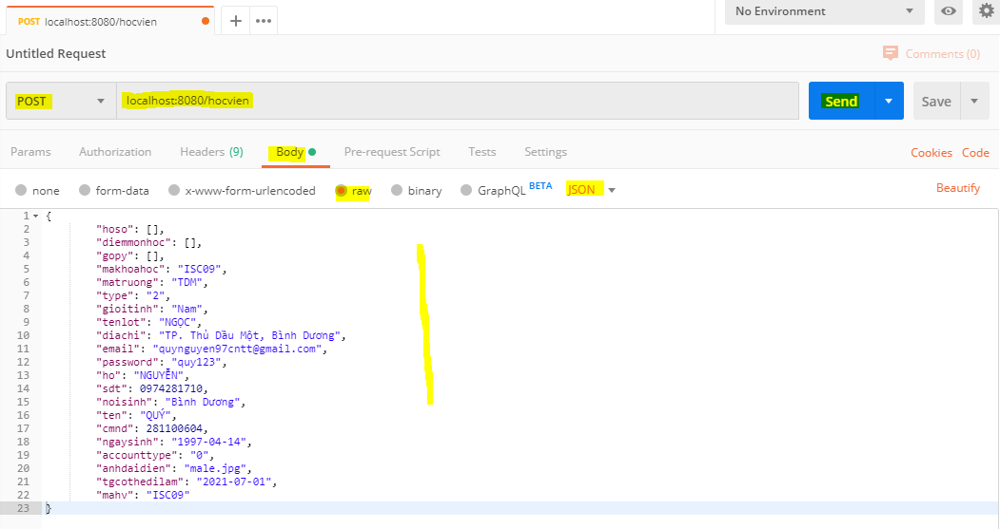 POST localhost:8080/hocvien
No Environment
Untitled Request
Comments (0)
POST localhost:8080/hocvien Send Save
Params Authorization Headers (9) Body Pre-request Script Tests Settings Cookies Code
none form-data x-www-form-urlencoded raw binary GraphQL BETA JSON Beautify
1 {
2 "hoso": [],
3 "diemmonhoc": [],
4 "gopy": [],
5 "makhoahoc": "ISC09",
6 "matruong": "TDM",
7 "type": "2",
8 "gioitinh": "Nam",
9 "tenlot": "NGỌC",
10 "diachi": "TP. Thủ Dầu Một, Bình Dương",
11 "email": "quynguyen97cntt@gmail.com",
12 "password": "quy123",
13 "ho": "NGUYỄN",
14 "sdt": 0974281710,
15 "noisinh": "Bình Dương",
16 "ten": "QUÝ",
17 "cmnd": 281100604,
18 "ngaysinh": "1997-04-14",
19 "accounttype": "0",
20 "anhdaidien": "male.jpg",
21 "tgcothedilam": "2021-07-01",
22 "mahv": "ISC09"
23 }